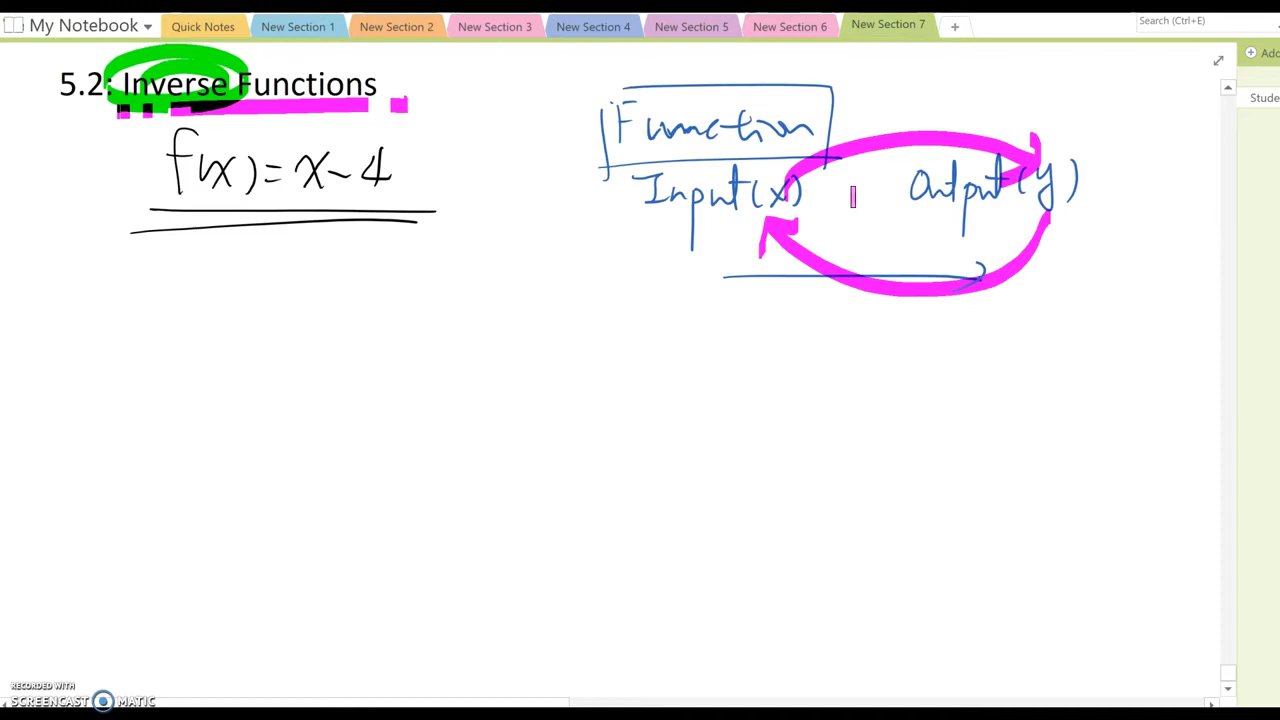 My Notebook
Quick Notes
New Section 1
New Section 2
New Section 3
New Section 4
New Section 5
New Section 6
New Section 7
+
Search (Ctrl+E)
5.2: Inverse Functions
f(x) = x - 4
Function
Input (x)
Output (y)
Add
Stude
RECORDED WITH
SCREENCAST MATIC